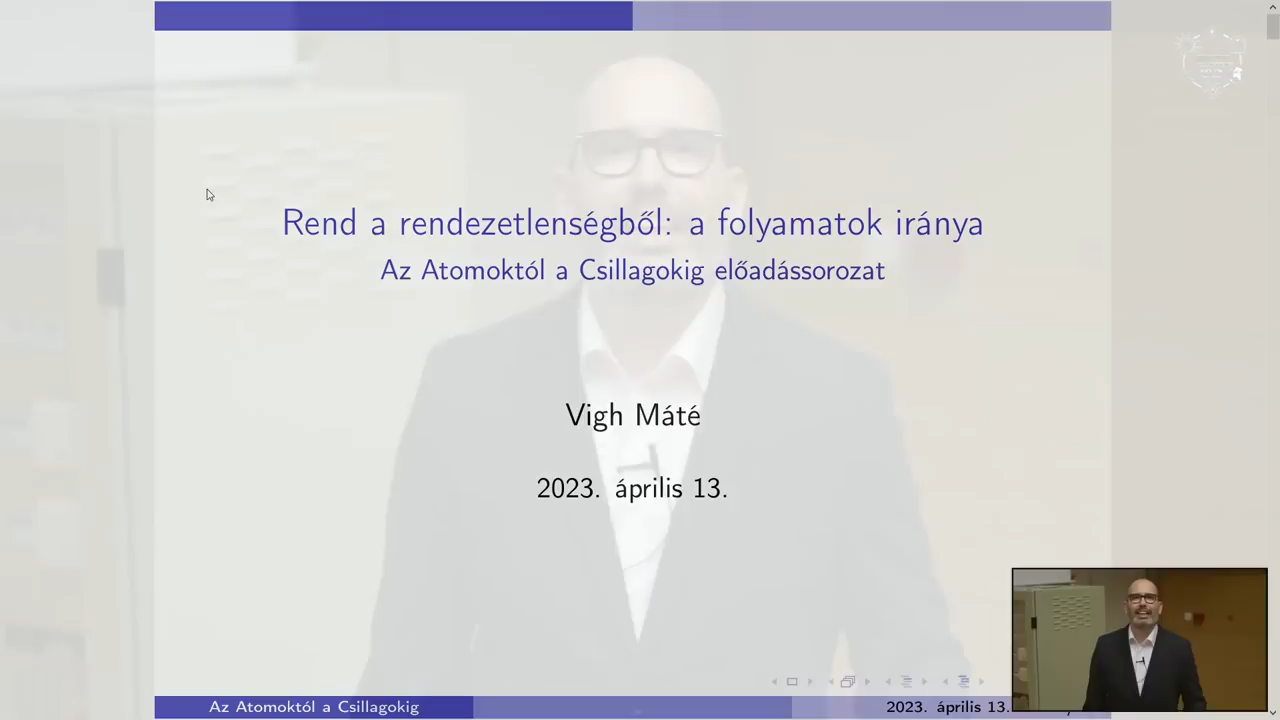 Rend a rendezetlenségből: a folyamatok iránya
Az Atomoktól a Csillagokig előadássorozat
Vigh Máté
2023. április 13.
Az Atomoktól a Csillagokig
2023. április 13.